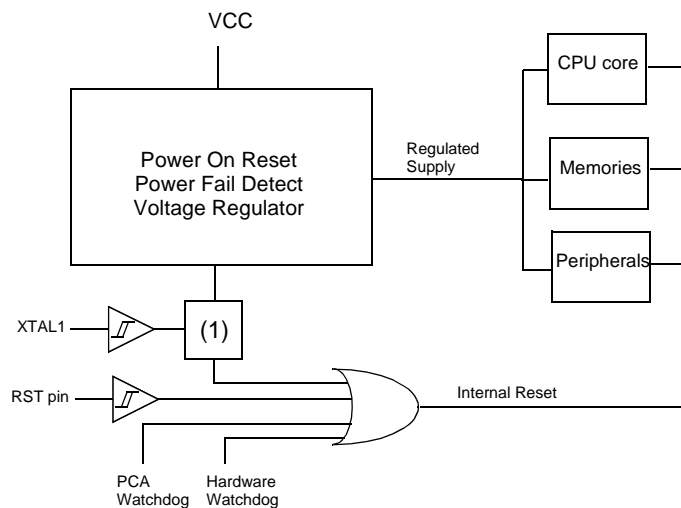 VCC
CPU core
Power On Reset
Power Fail Detect
Voltage Regulator
Regulated
Supply
Memories
Peripherals
XTAL1
(1)
RST pin
Internal Reset
PCA
Watchdog
Hardware
Watchdog